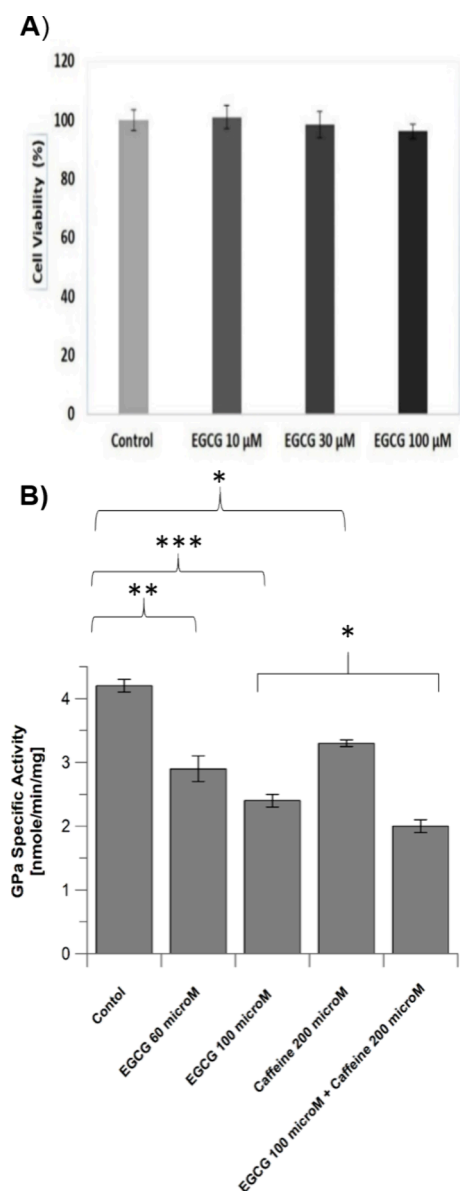 A)
120
100
80
60
40
20
0
Cell Viability (%)
Control EGCG 10 µM EGCG 30 µM EGCG 100 µM
B)
*
***
**
*
4
3
2
1
0
GPa Specific Activity
[nmole/min/mg]
Contol
EGCG 60 microM
EGCG 100 microM
Caffeine 200 microM
EGCG 100 microM + Caffeine 200 microM